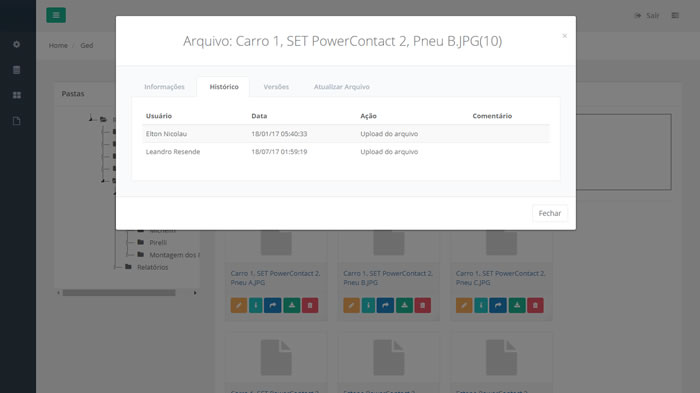 Sair
Home / Ged
Arquivo: Carro 1, SET PowerContact 2, Pneu B.JPG(10)
×
Informações Histórico Versões Atualizar Arquivo
Usuário Data Ação Comentário
Elton Nicolau 18/01/17 05:40:33 Upload do arquivo
Leandro Resende 18/07/17 01:59:19 Upload do arquivo
Fechar
Pastas
Michelin
Pirelli
Montagem dos
Relatórios
Carro 1, SET PowerContact 2,
Pneu A.JPG
Carro 1, SET PowerContact 2,
Pneu B.JPG
Carro 1, SET PowerContact 2,
Pneu C.JPG